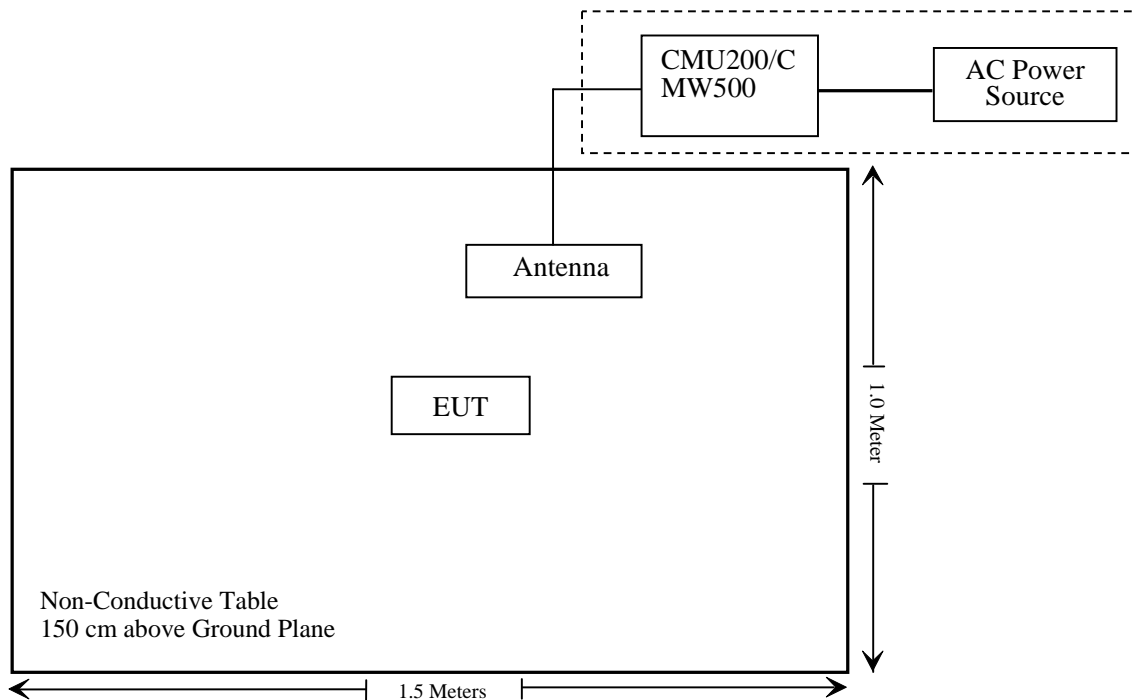 CMU200/C
MW500
AC Power
Source
Antenna
EUT
1.0 Meter
Non-Conductive Table
150 cm above Ground Plane
1.5 Meters